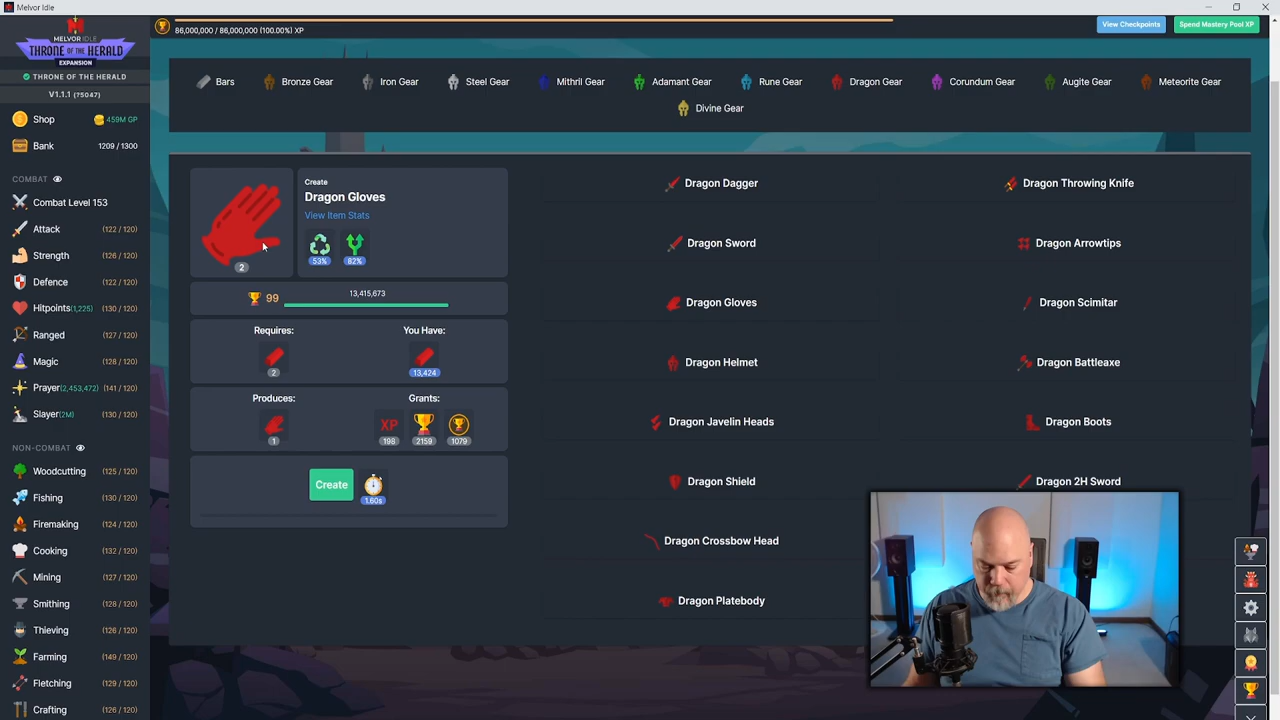 Melvor Idle
MELVOR IDLE
THRONE OF THE HERALD
EXPANSION
THRONE OF THE HERALD
V1.1.1 (?5047)
Shop
459M GP
Bank
1209 / 1300
COMBAT
Combat Level 153
Attack
(122 / 120)
Strength
(126 / 120)
Defence
(122 / 120)
Hitpoints(1,225)
(130 / 120)
Ranged
(127 / 120)
Magic
(128 / 120)
Prayer(2,453,472)
(141 / 120)
Slayer(2M)
(130 / 120)
NON-COMBAT
Woodcutting
(125 / 120)
Fishing
(130 / 120)
Firemaking
(124 / 120)
Cooking
(132 / 120)
Mining
(127 / 120)
Smithing
(128 / 120)
Thieving
(126 / 120)
Farming
(149 / 120)
Fletching
(129 / 120)
Crafting
(126 / 120)
86,000,000 / 86,000,000 (100.00%) XP
View Checkpoints
Spend Mastery Pool XP
Bars
Bronze Gear
Iron Gear
Steel Gear
Mithril Gear
Adamant Gear
Rune Gear
Dragon Gear
Corundum Gear
Augite Gear
Meteorite Gear
Divine Gear
2
Create
Dragon Gloves
View Item Stats
53%
82%
99
13,415,673
Requires:
You Have:
2
13,424
Produces:
Grants:
1
XP
198
2159
1079
Create
1.60s
Dragon Dagger
Dragon Throwing Knife
Dragon Sword
Dragon Arrowtips
Dragon Gloves
Dragon Scimitar
Dragon Helmet
Dragon Battleaxe
Dragon Javelin Heads
Dragon Boots
Dragon Shield
Dragon 2H Sword
Dragon Crossbow Head
Dragon Platebody